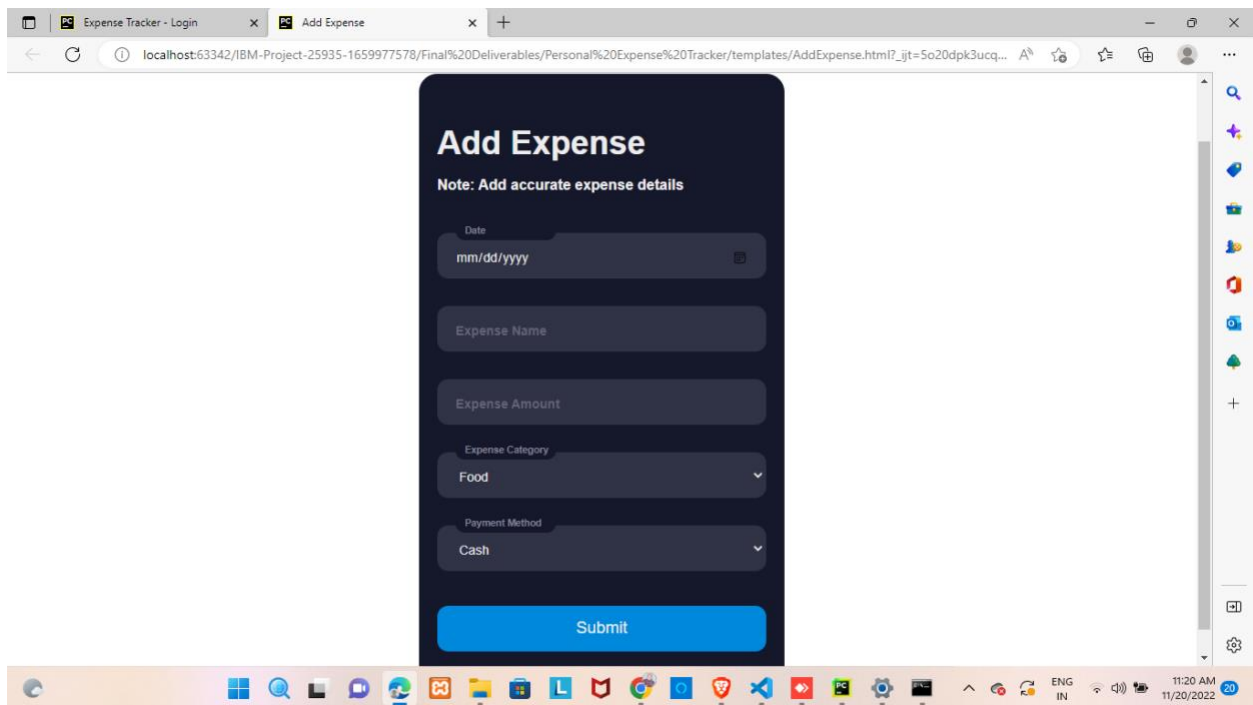 Expense Tracker - Login
Add Expense
localhost:63342/IBM-Project-25935-1659977578/Final%20Deliverables/Personal%20Expense%20Tracker/templates/AddExpense.html?_ijt=5o20dpk3ucq...
Add Expense
Note: Add accurate expense details
Date
mm/dd/yyyy
Expense Name
Expense Amount
Expense Category
Food
Payment Method
Cash
Submit
ENG
IN
11:20 AM
11/20/2022
20